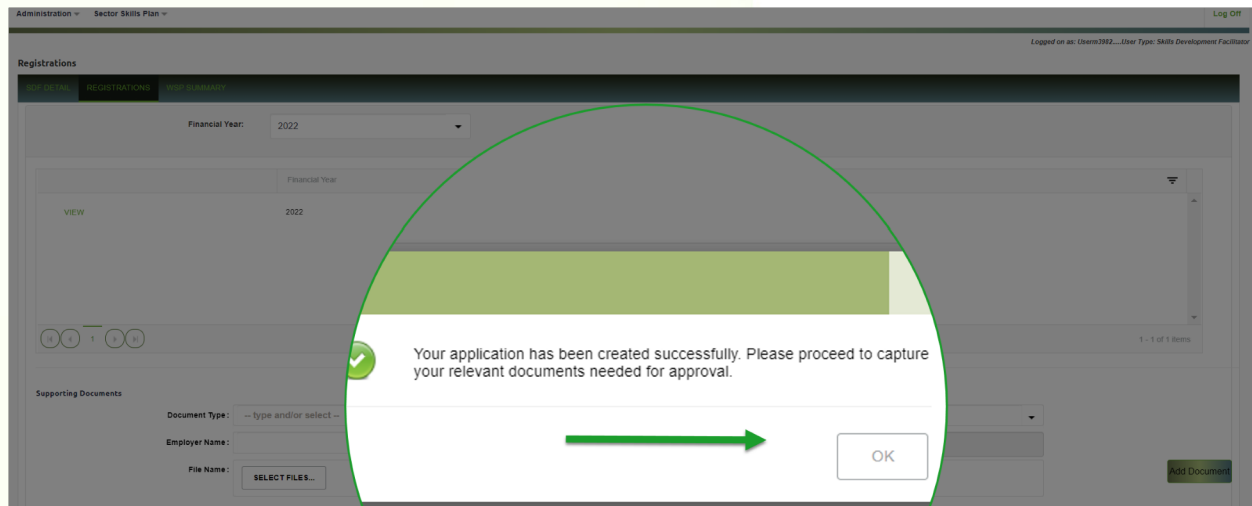 Administration Sector Skills Plan Log Off
Logged on as: Userm3982.....User Type: Skills Development Facilitator
Registrations
SDF DETAIL REGISTRATIONS WSP SUMMARY
Financial Year: 2022
Financial Year
VIEW 2022
1 1 - 1 of 1 items
Your application has been created successfully. Please proceed to capture
your relevant documents needed for approval.
OK
Supporting Documents
Document Type: -- type and/or select --
Employer Name:
File Name: SELECT FILES... Add Document